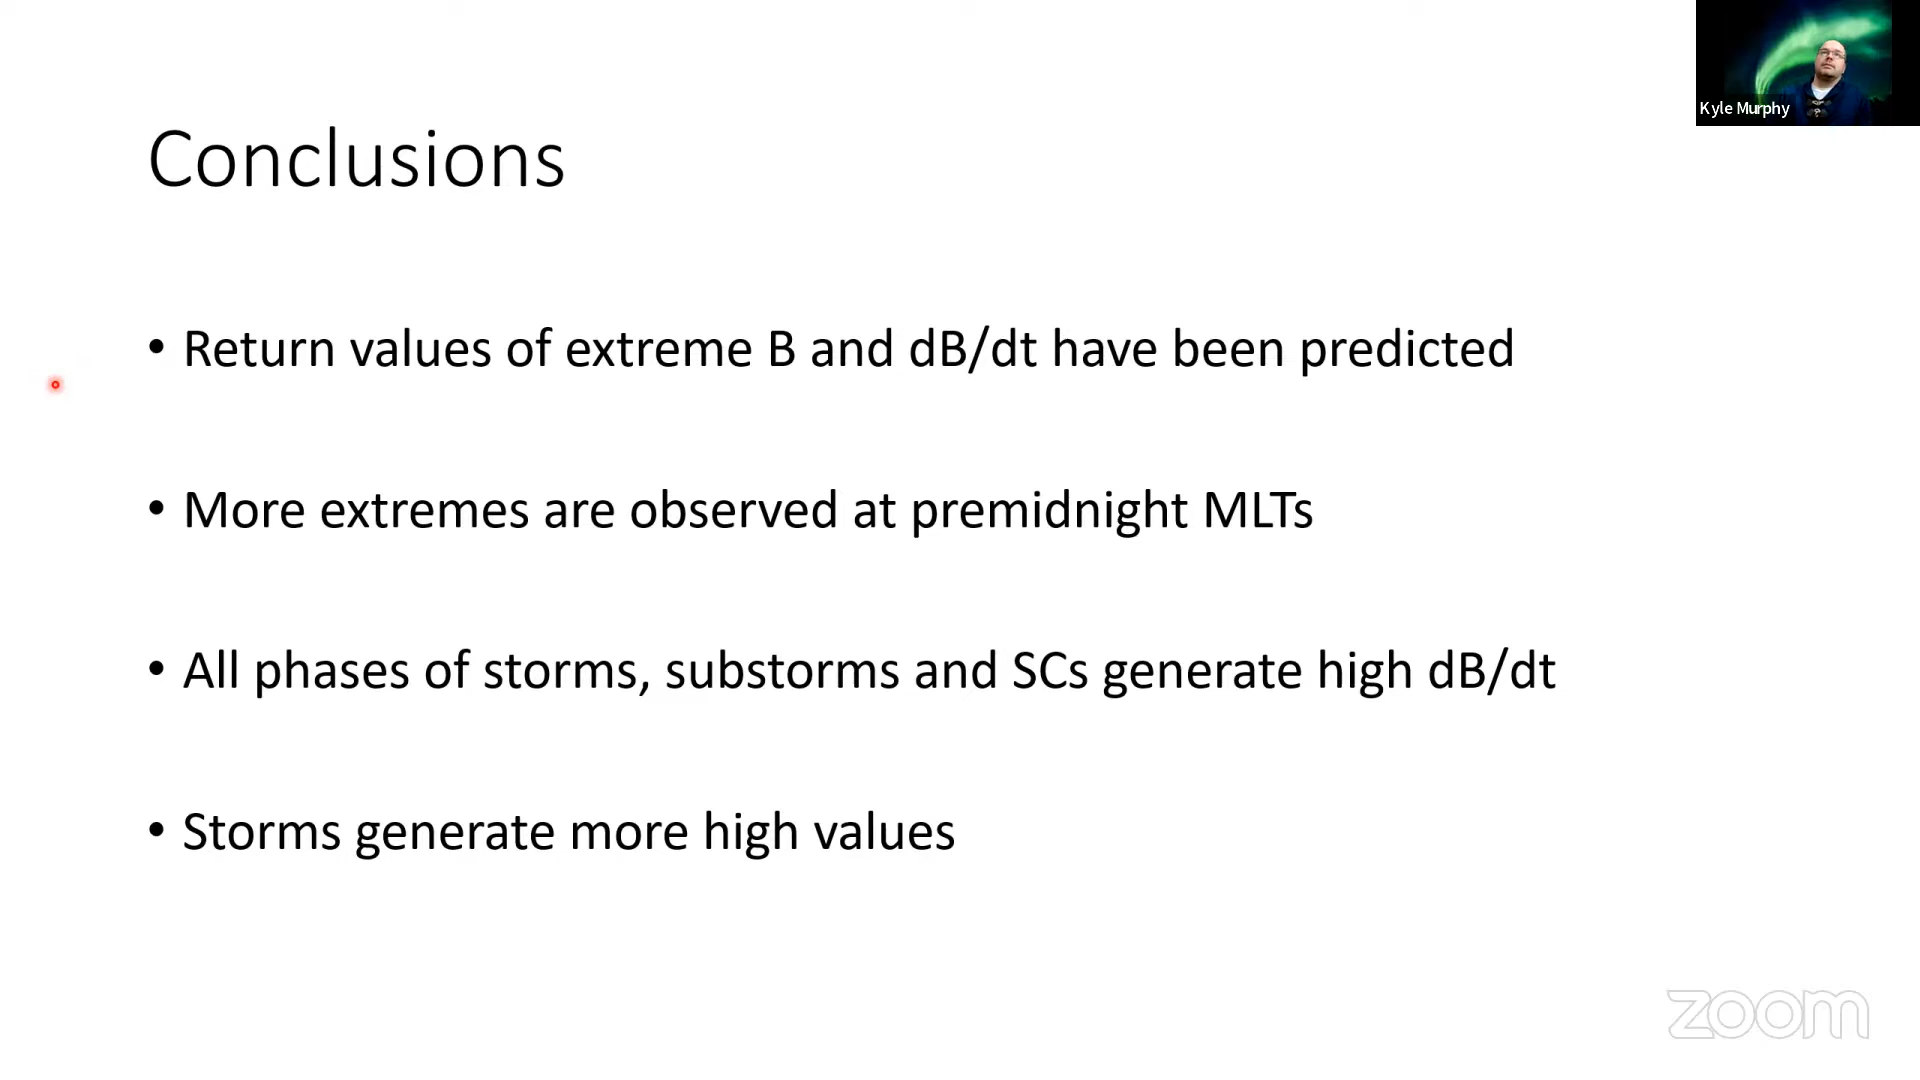 Kyle Murphy
Conclusions
• Return values of extreme B and dB/dt have been predicted
• More extremes are observed at premidnight MLTs
• All phases of storms, substorms and SCs generate high dB/dt
• Storms generate more high values
zoom